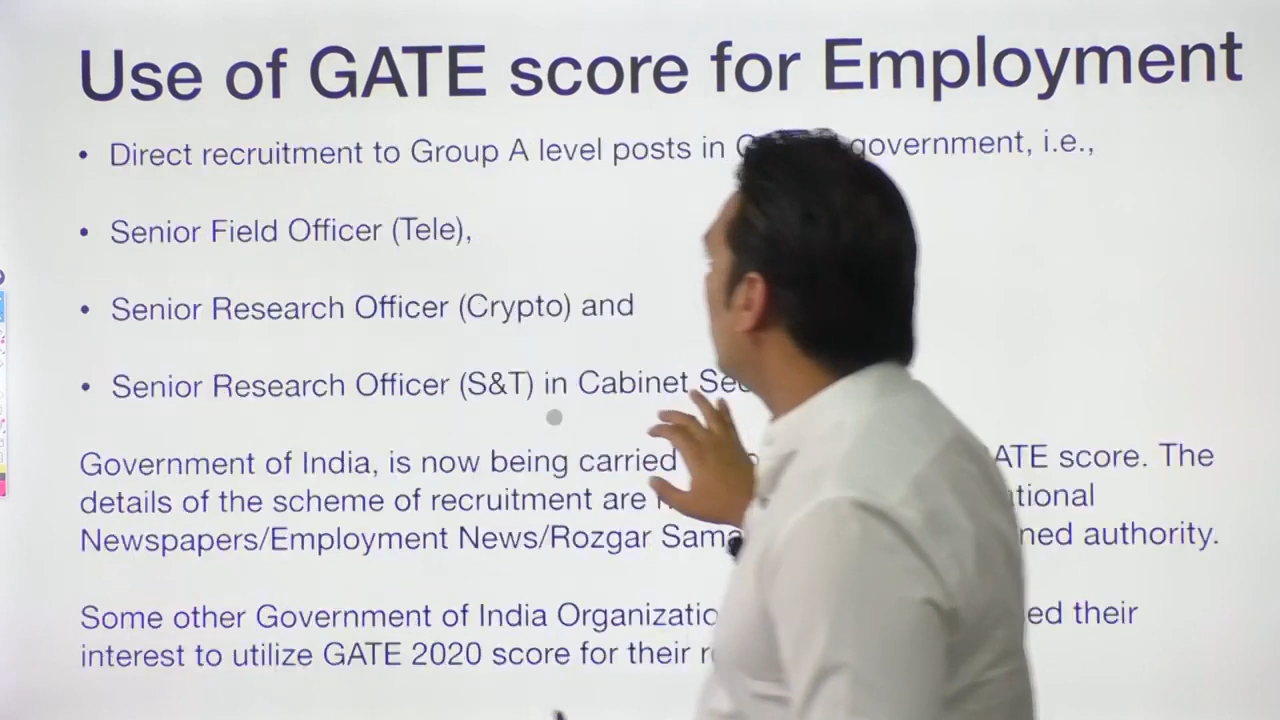 Use of GATE score for Employment
• Direct recruitment to Group A level posts in government, i.e.,
• Senior Field Officer (Tele),
• Senior Research Officer (Crypto) and
• Senior Research Officer (S&T) in Cabinet
Government of India, is now being carried GATE score. The
details of the scheme of recruitment are
Newspapers/Employment News/Rozgar authority.
Some other Government of India their
interest to utilize GATE 2020 score for their